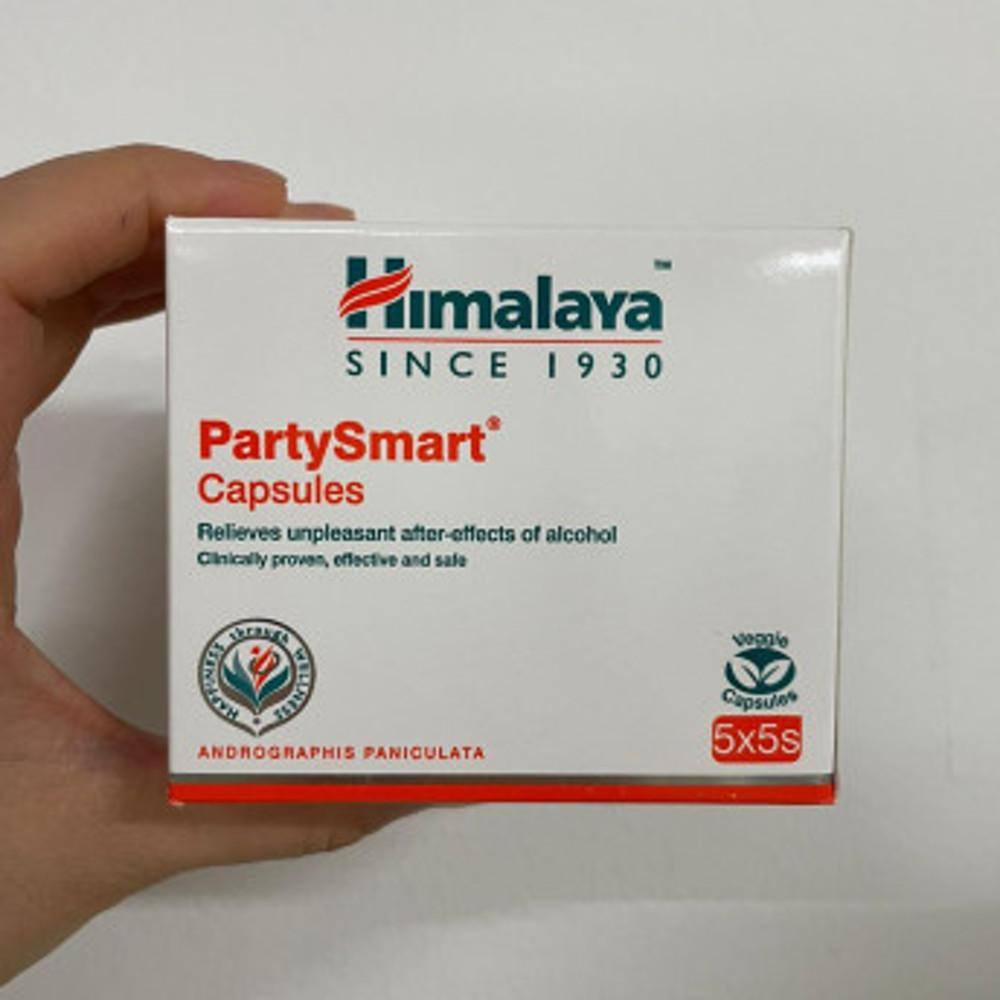 Himalaya™
SINCE 1930
PartySmart®
Capsules
Relieves unpleasant after-effects of alcohol
Clinically proven, effective and safe
HAPPINESS through WELLNESS
Veggie
Capsules
5x5s
ANDROGRAPHIS PANICULATA